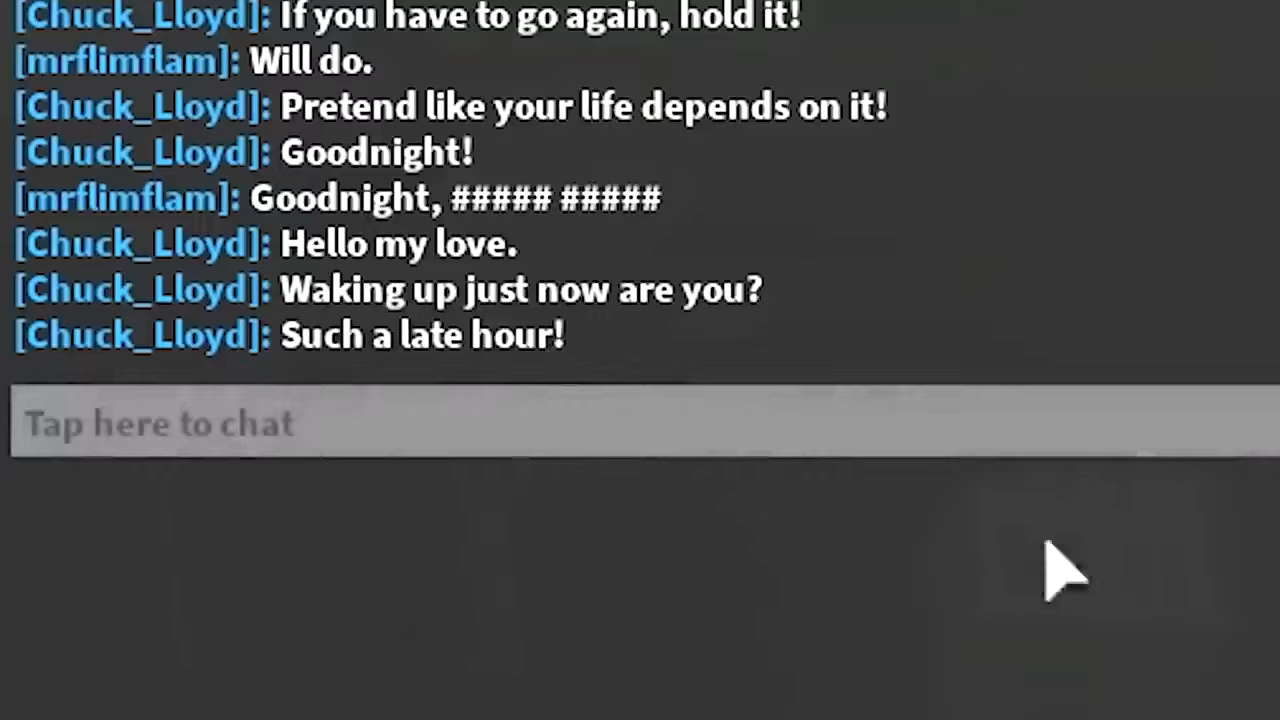 [Chuck_Lloyd]: If you have to go again, hold it!
[mrflimflam]: Will do.
[Chuck_Lloyd]: Pretend like your life depends on it!
[Chuck_Lloyd]: Goodnight!
[mrflimflam]: Goodnight, ##### #####
[Chuck_Lloyd]: Hello my love.
[Chuck_Lloyd]: Waking up just now are you?
[Chuck_Lloyd]: Such a late hour!
Tap here to chat